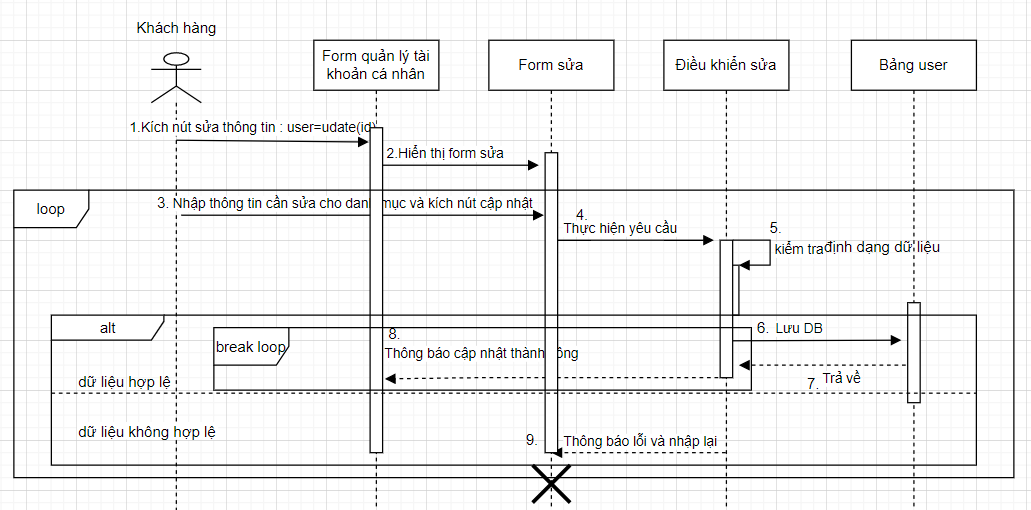 Khách hàng
Form quản lý tài
khoản cá nhân
Form sửa
Điều khiển sửa
Bảng user
1.Kích nút sửa thông tin : user=udate(id)
2.Hiển thị form sửa
loop
3. Nhập thông tin cần sửa cho danh mục và kích nút cập nhật
4.
Thực hiện yêu cầu
5.
kiểm tra định dạng dữ liệu
alt
break loop
8.
Thông báo cập nhật thành công
6. Lưu DB
7. Trả về
dữ liệu hợp lệ
dữ liệu không hợp lệ
9. Thông báo lỗi và nhập lại